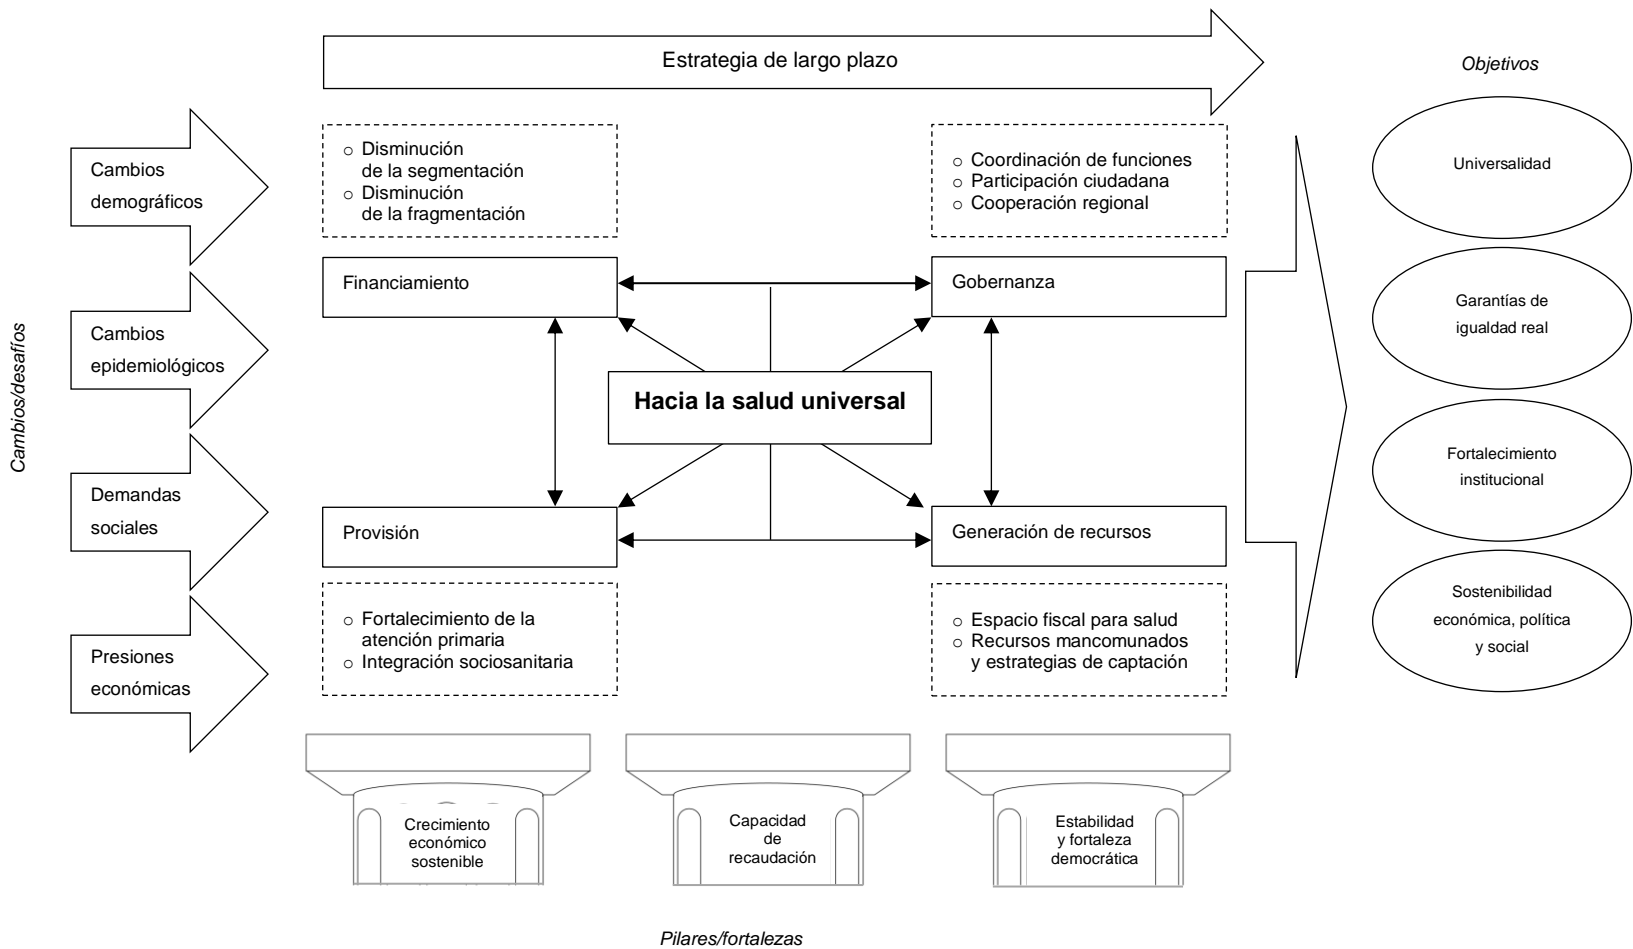 Estrategia de largo plazo
Objetivos
Cambios/desafíos
Cambios
demográficos
Cambios
epidemiológicos
Demandas
sociales
Presiones
económicas
○ Disminución
de la segmentación
○ Disminución
de la fragmentación
○ Coordinación de funciones
○ Participación ciudadana
○ Cooperación regional
Financiamiento
Gobernanza
Hacia la salud universal
Provisión
Generación de recursos
○ Fortalecimiento de la
atención primaria
○ Integración sociosanitaria
○ Espacio fiscal para salud
○ Recursos mancomunados
y estrategias de captación
Universalidad
Garantías de
igualdad real
Fortalecimiento
institucional
Sostenibilidad
económica, política
y social
Crecimiento
económico
sostenible
Capacidad
de
recaudación
Estabilidad
y fortaleza
democrática
Pilares/fortalezas